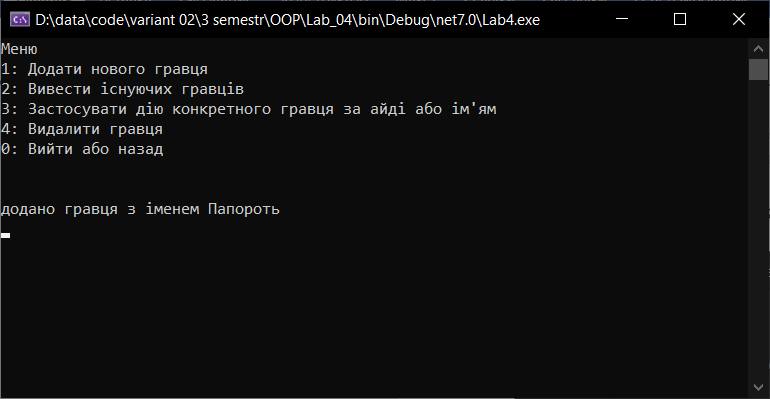 D:\data\code\variant 02\3 semestr\OOP\Lab_04\bin\Debug\net7.0\Lab4.exe
Меню
1: Додати нового гравця
2: Вивести існуючих гравців
3: Застосувати дію конкретного гравця за айді або ім'ям
4: Видалити гравця
0: Вийти або назад
додано гравця з іменем Папороть